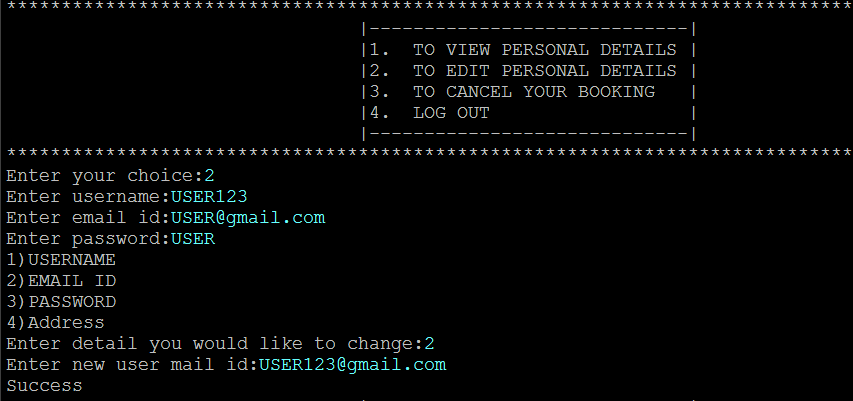 ******************************************************************************
|-----------------------------|
|1.  TO VIEW PERSONAL DETAILS |
|2.  TO EDIT PERSONAL DETAILS |
|3.  TO CANCEL YOUR BOOKING   |
|4.  LOG OUT                  |
|-----------------------------|
******************************************************************************
Enter your choice:2
Enter username:USER123
Enter email id:USER@gmail.com
Enter password:USER
1)USERNAME
2)EMAIL ID
3)PASSWORD
4)Address
Enter detail you would like to change:2
Enter new user mail id:USER123@gmail.com
Success